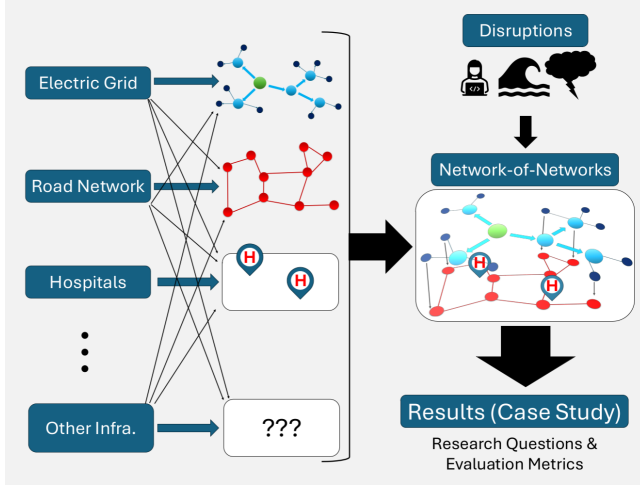 Disruptions
</>
Electric Grid
Road Network
Hospitals
Other Infra.
H
H
???
Network-of-Networks
H
H
Results (Case Study)
Research Questions &
Evaluation Metrics